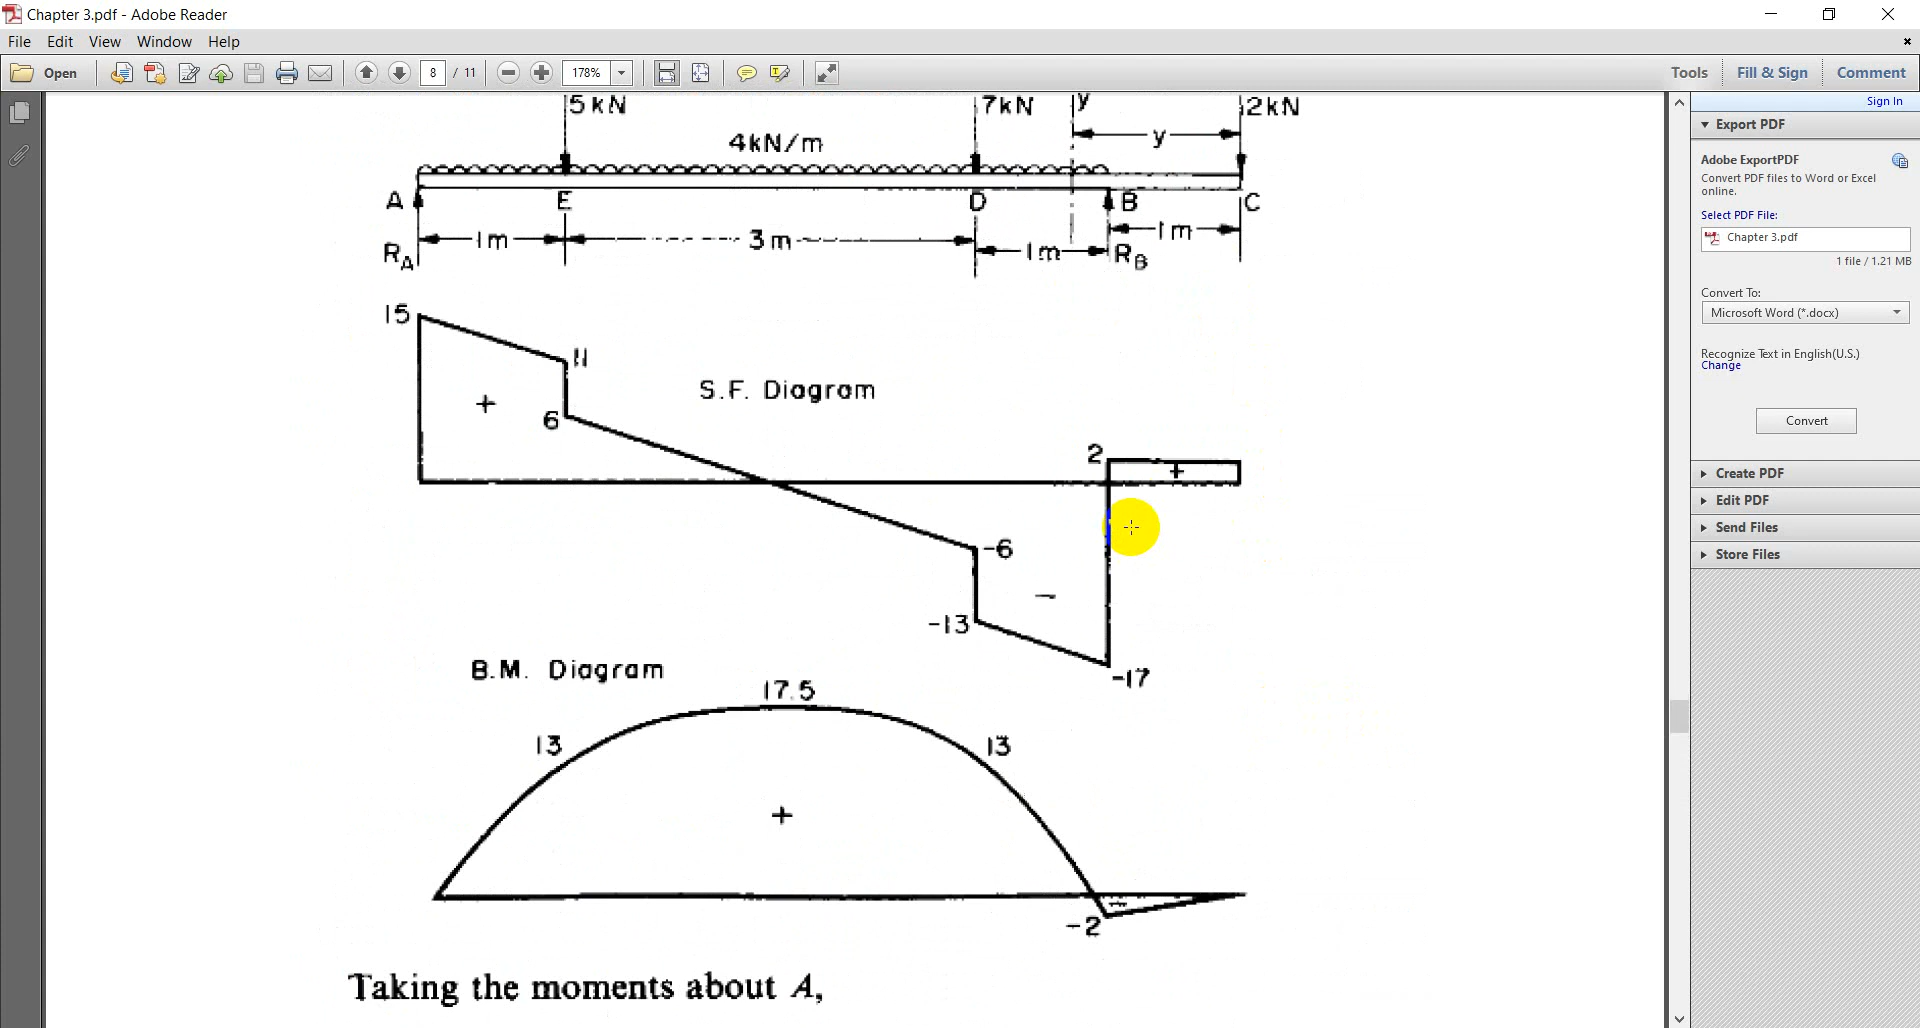 Chapter 3.pdf - Adobe Reader
File Edit View Window Help
Open 8 / 11 178% Tools Fill & Sign Comment
Sign In
Export PDF
Adobe ExportPDF
Convert PDF files to Word or Excel
online.
Select PDF File:
Chapter 3.pdf
1 file / 1.21 MB
Convert To:
Microsoft Word (*.docx)
Recognize Text in English(U.S.)
Change
Convert
Create PDF
Edit PDF
Send Files
Store Files
5kN 7kN y 2kN
4kN/m y
A E D B C
1m 3m 1m 1m
RA RB
15
11
S.F. Diagram
+
6
2
+
-6
-
-13
-17
B.M. Diagram
17.5
13 13
+
-
-2
Taking the moments about A,